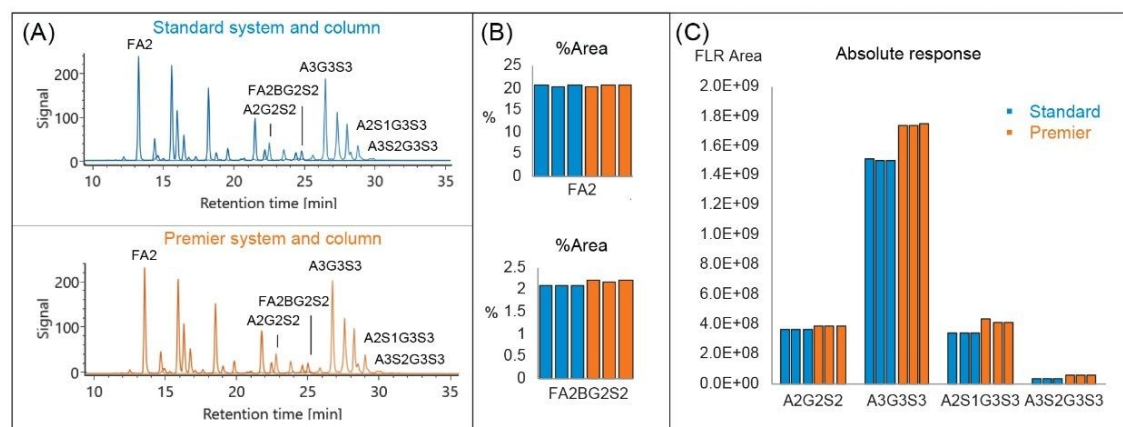 (A)
Standard system and column
FA2
A3G3S3
FA2BG2S2
A2G2S2
A2S1G3S3
A3S2G3S3
Signal
200
100
0
10 15 20 25 30 35
Retention time [min]
Premier system and column
FA2
A3G3S3
FA2BG2S2
A2G2S2
A2S1G3S3
A3S2G3S3
Signal
200
100
0
10 15 20 25 30 35
Retention time [min]
(B)
%Area
25
20
15
%
10
5
0
FA2
%Area
2.5
2
1.5
%
1
0.5
0
FA2BG2S2
(C)
FLR Area
Absolute response
2.0E+09
1.8E+09
1.6E+09
1.4E+09
1.2E+09
1.0E+09
8.0E+08
6.0E+08
4.0E+08
2.0E+08
0.0E+00
Standard
Premier
A2G2S2 A3G3S3 A2S1G3S3 A3S2G3S3